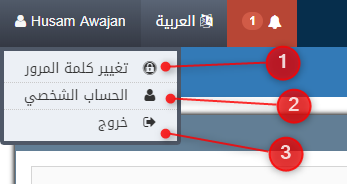 Husam Awajan
العربية
1
تغيير كلمة المرور
1
الحساب الشخصي
2
خروج
3